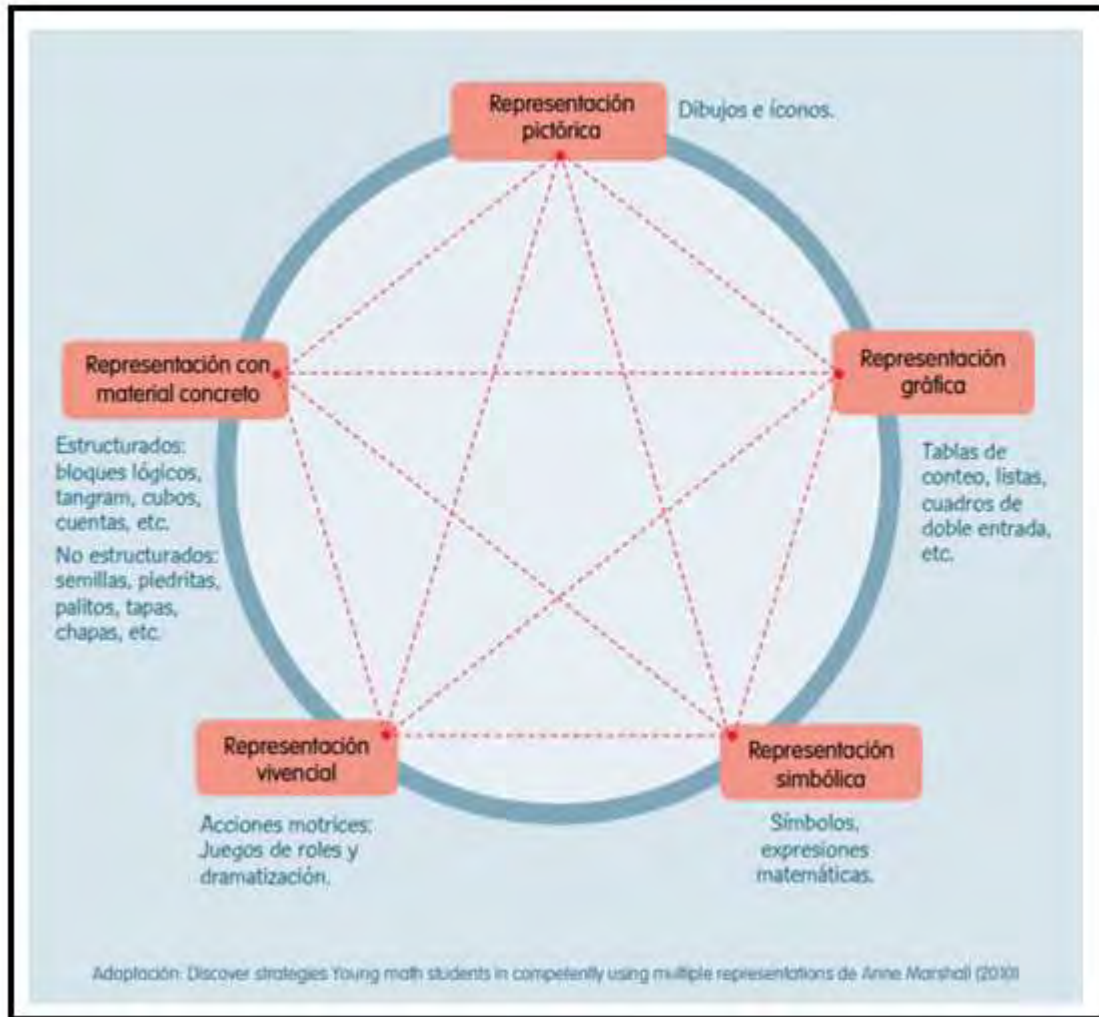 Representación
pictórica
Dibujos e íconos.
Representación con
material concreto
Estructurados:
bloques lógicos,
tangram, cubos,
cuentas, etc.
No estructurados:
semillas, piedritas,
palitos, tapas,
chapas, etc.
Representación
gráfica
Tablas de
conteo, listas,
cuadros de
doble entrada,
etc.
Representación
vivencial
Acciones motrices:
Juegos de roles y
dramatización.
Representación
simbólica
Símbolos,
expresiones
matemáticas.
Adaptación: Discover strategies Young math students in competently using multiple representations de Anne Marshall (2010)